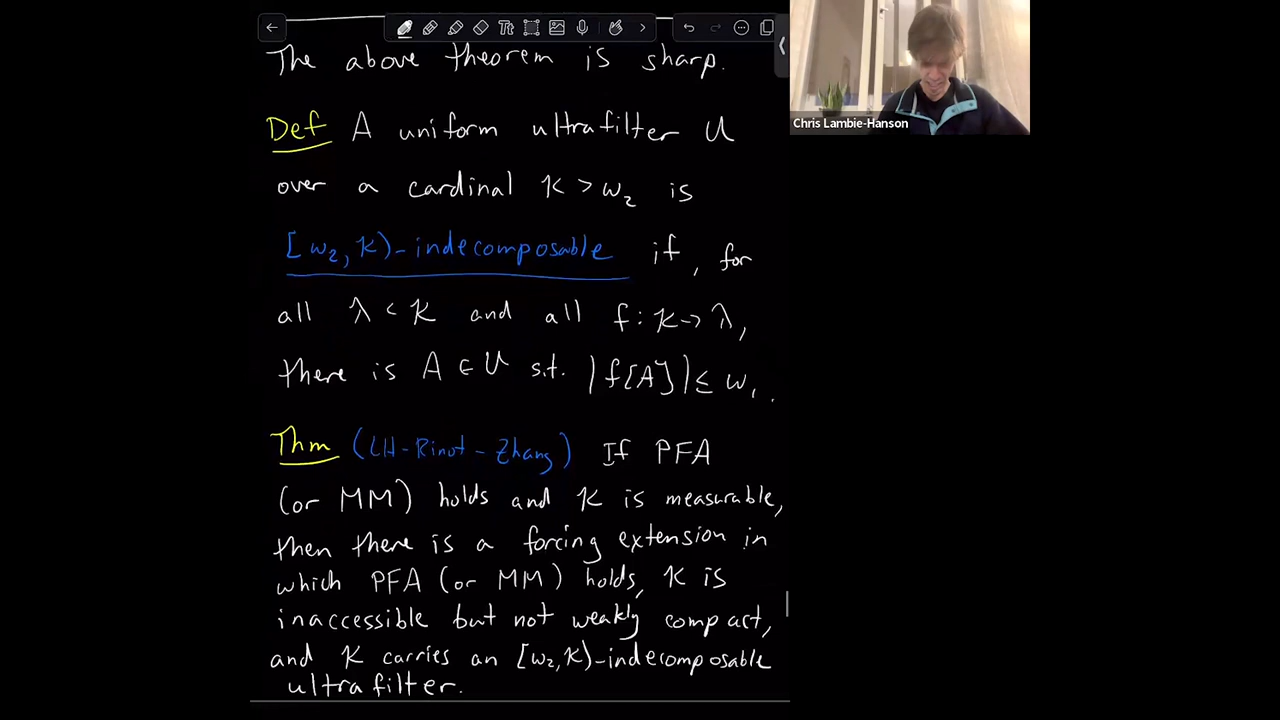 The above theorem is sharp.
Def A uniform ultrafilter U
over a cardinal κ > ω₂ is
[ω₂, κ)-indecomposable if, for
all λ < κ and all f: κ → λ,
there is A ∈ U s.t. |f[A]| ≤ ω₁.
Thm (LH-Rinot-Zhang) If PFA
(or MM) holds and κ is measurable,
then there is a forcing extension in
which PFA (or MM) holds, κ is
inaccessible but not weakly compact,
and κ carries an [ω₂, κ)-indecomposable
ultrafilter.
Chris Lambie-Hanson